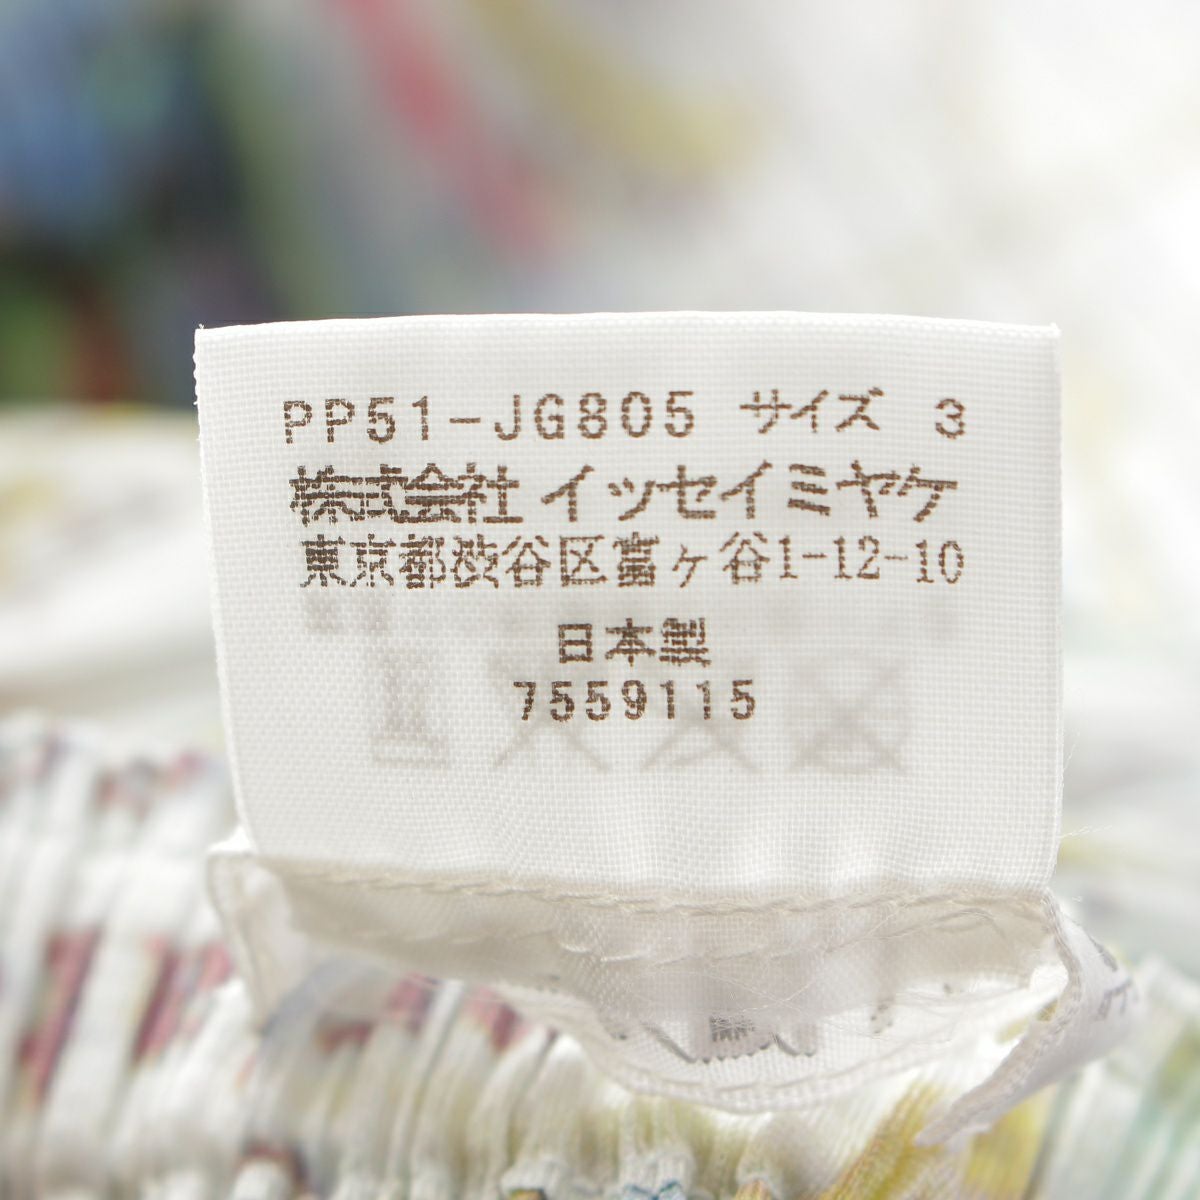 PP51-JG805 サイズ 3
株式会社 イッセイミヤケ
東京都渋谷区富ヶ谷1-12-10
日本製
7559115